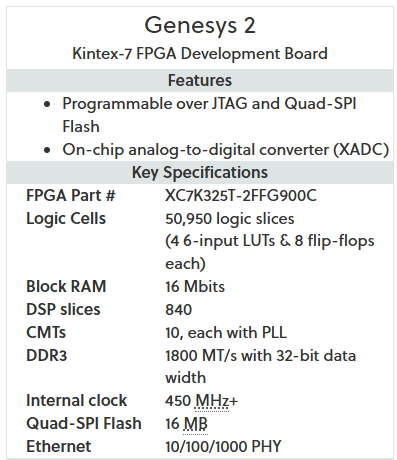 Genesys 2
Kintex-7 FPGA Development Board
Features
• Programmable over JTAG and Quad-SPI
Flash
• On-chip analog-to-digital converter (XADC)
Key Specifications
FPGA Part # XC7K325T-2FFG900C
Logic Cells 50,950 logic slices
(4 6-input LUTs & 8 flip-flops
each)
Block RAM 16 Mbits
DSP slices 840
CMTs 10, each with PLL
DDR3 1800 MT/s with 32-bit data
width
Internal clock 450 MHz+
Quad-SPI Flash 16 MB
Ethernet 10/100/1000 PHY